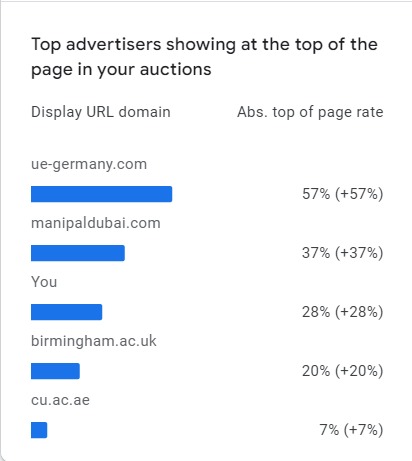 Top advertisers showing at the top of the
page in your auctions
Display URL domain Abs. top of page rate
ue-germany.com
57% (+57%)
manipaldubai.com
37% (+37%)
You
28% (+28%)
birmingham.ac.uk
20% (+20%)
cu.ac.ae
7% (+7%)